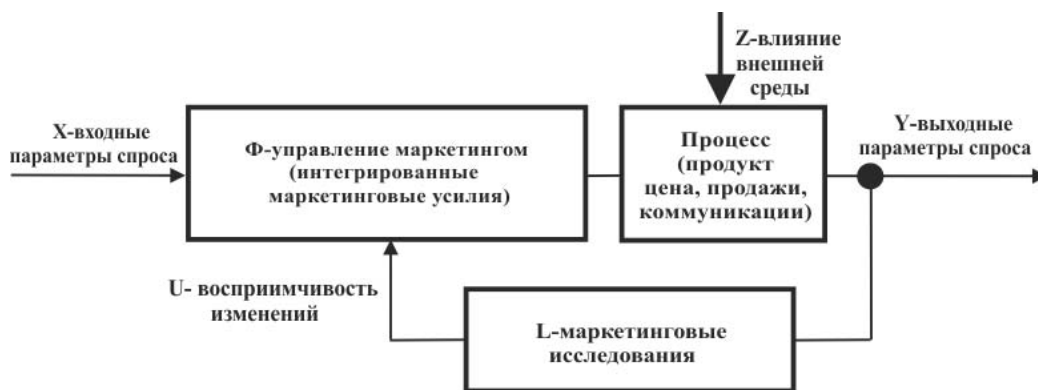 Z-влияние
внешней
среды
X-входные
параметры спроса
Ф-управление маркетингом
(интегрированные
маркетинговые усилия)
Процесс
(продукт
цена, продажи,
коммуникации)
Y-выходные
параметры спроса
U- восприимчивость
изменений
L-маркетинговые
исследования